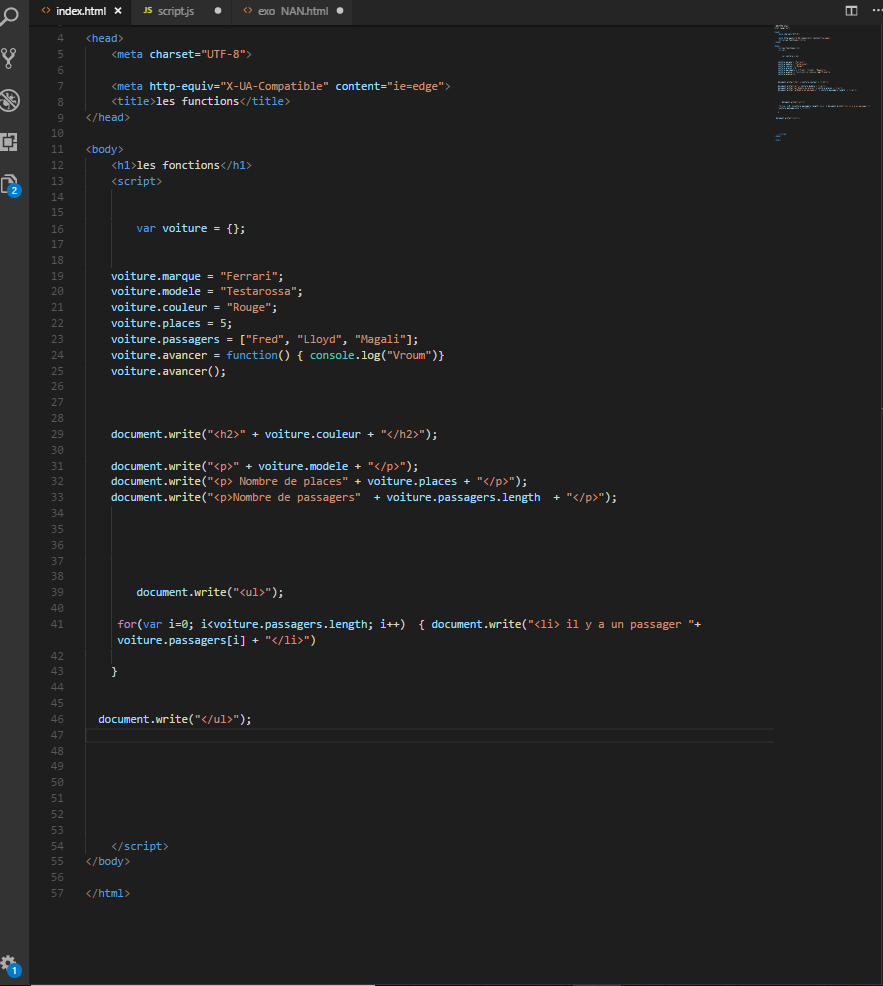 index.html × JS script.js ● exo NAN.html ●
4 <head>
5 <meta charset="UTF-8">
6
7 <meta http-equiv="X-UA-Compatible" content="ie=edge">
8 <title>les functions</title>
9 </head>
10
11 <body>
12 <h1>les fonctions</h1>
13 <script>
14
15
16 var voiture = {};
17
18
19 voiture.marque = "Ferrari";
20 voiture.modele = "Testarossa";
21 voiture.couleur = "Rouge";
22 voiture.places = 5;
23 voiture.passagers = ["Fred", "Lloyd", "Magali"];
24 voiture.avancer = function() { console.log("Vroum")}
25 voiture.avancer();
26
27
28
29 document.write("<h2>" + voiture.couleur + "</h2>");
30
31 document.write("<p>" + voiture.modele + "</p>");
32 document.write("<p> Nombre de places" + voiture.places + "</p>");
33 document.write("<p>Nombre de passagers"  + voiture.passagers.length  + "</p>");
34
35
36
37
38
39 document.write("<ul>");
40
41 for(var i=0; i<voiture.passagers.length; i++)  { document.write("<li> il y a un passager "+
voiture.passagers[i] + "</li>")
42
43 }
44
45
46 document.write("</ul>");
47
48
49
50
51
52
53
54 </script>
55 </body>
56
57 </html>
2
1